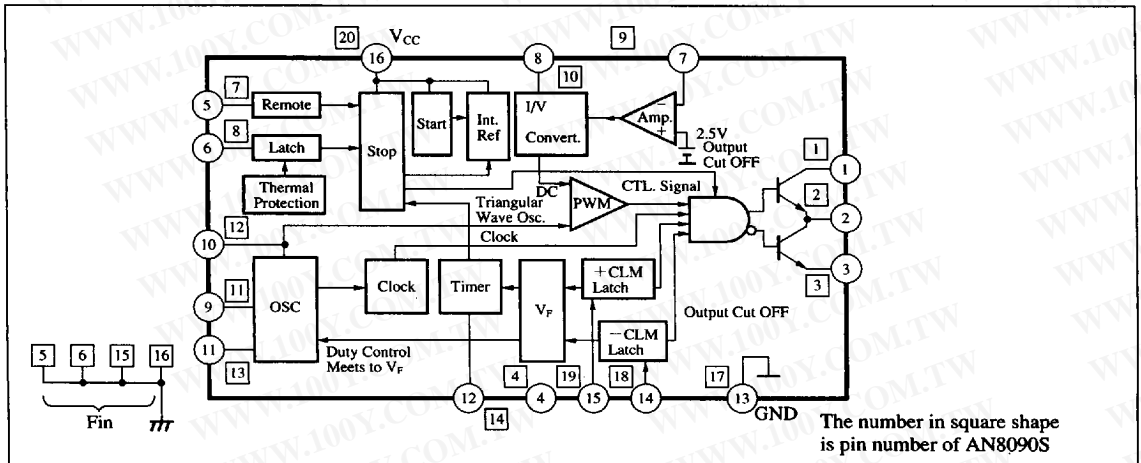 20 VCC 9
16 8 7
7 10
5 Remote
I/V Convert.
Start
Int. Ref
Amp.
− +
8
6 Latch
Stop
2.5V
Output
Cut OFF
1
1
Thermal
Protection
DC
CTL. Signal
Triangular
Wave Osc.
PWM
2
2
12
10
Clock
3
3
11
9
OSC
Clock
Timer
VF
+CLM
Latch
−CLM
Latch
Output Cut OFF
11
13
Duty Control
Meets to VF
5 6 15 16
Fin
4 19 18 17
12 4 15 14 13
14
GND
The number in square shape
is pin number of AN8090S
WWW.100Y.COM.TW